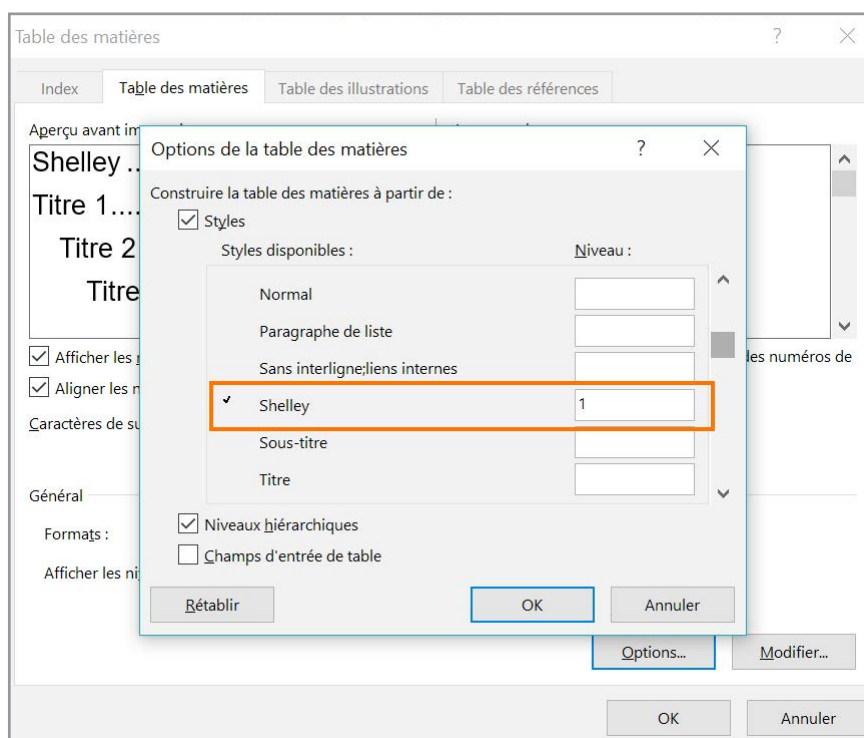 Table des matières
Index Table des matières Table des illustrations Table des références
Aperçu avant
Shelley ..
Titre 1....
Titre 2
Titre
Afficher les
des numéros de
Aligner les
Caractères de
Général
Formats :
Afficher les
Options... Modifier...
OK Annuler
Options de la table des matières
Construire la table des matières à partir de :
Styles
Styles disponibles : Niveau :
Normal
Paragraphe de liste
Sans interligne;liens internes
Shelley 1
Sous-titre
Titre
Niveaux hiérarchiques
Champs d'entrée de table
Rétablir OK Annuler